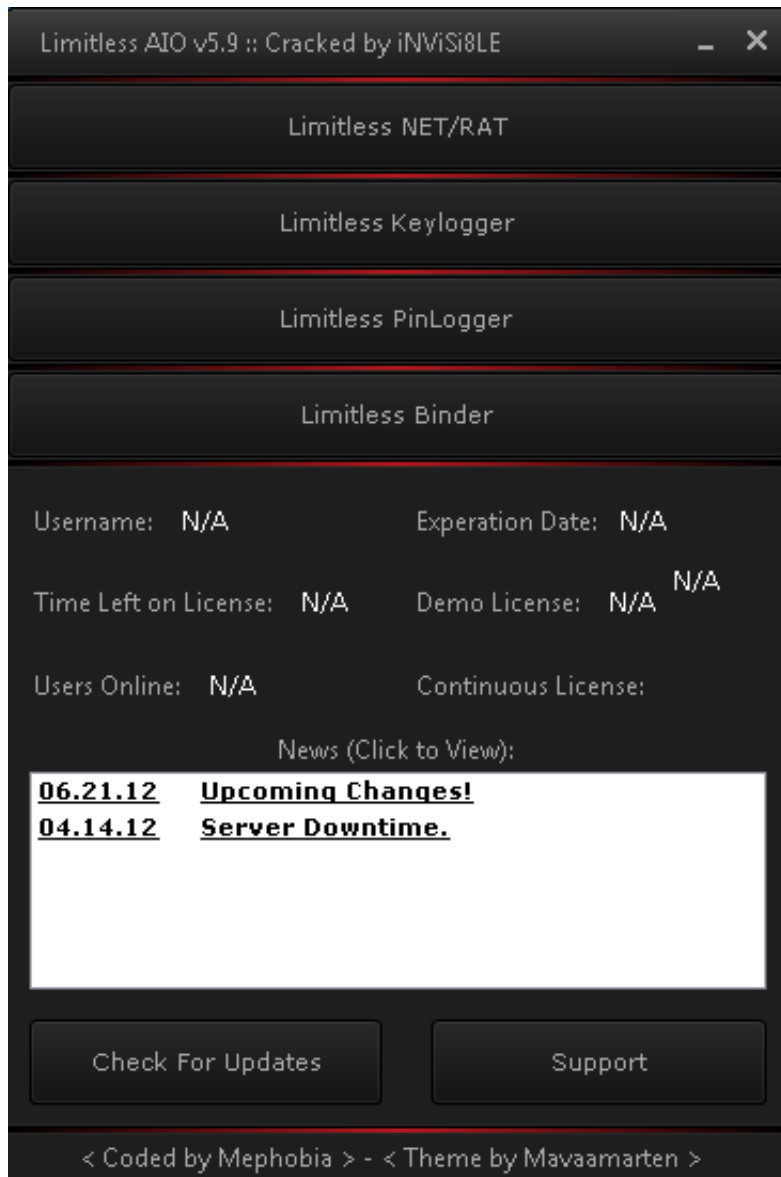 Limitless AIO v5.9 :: Cracked by iNViSi8LE
Limitless NET/RAT
Limitless Keylogger
Limitless PinLogger
Limitless Binder
Username: N/A Experation Date: N/A
Time Left on License: N/A Demo License: N/A N/A
Users Online: N/A Continuous License:
News (Click to View):
06.21.12 Upcoming Changes!
04.14.12 Server Downtime.
Check For Updates Support
< Coded by Mephobia > - < Theme by Mavaamarten >